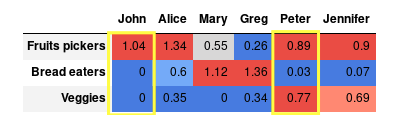 John Alice Mary Greg Peter Jennifer
Fruits pickers 1.04 1.34 0.55 0.26 0.89 0.9
Bread eaters 0 0.6 1.12 1.36 0.03 0.07
Veggies 0 0.35 0 0.34 0.77 0.69